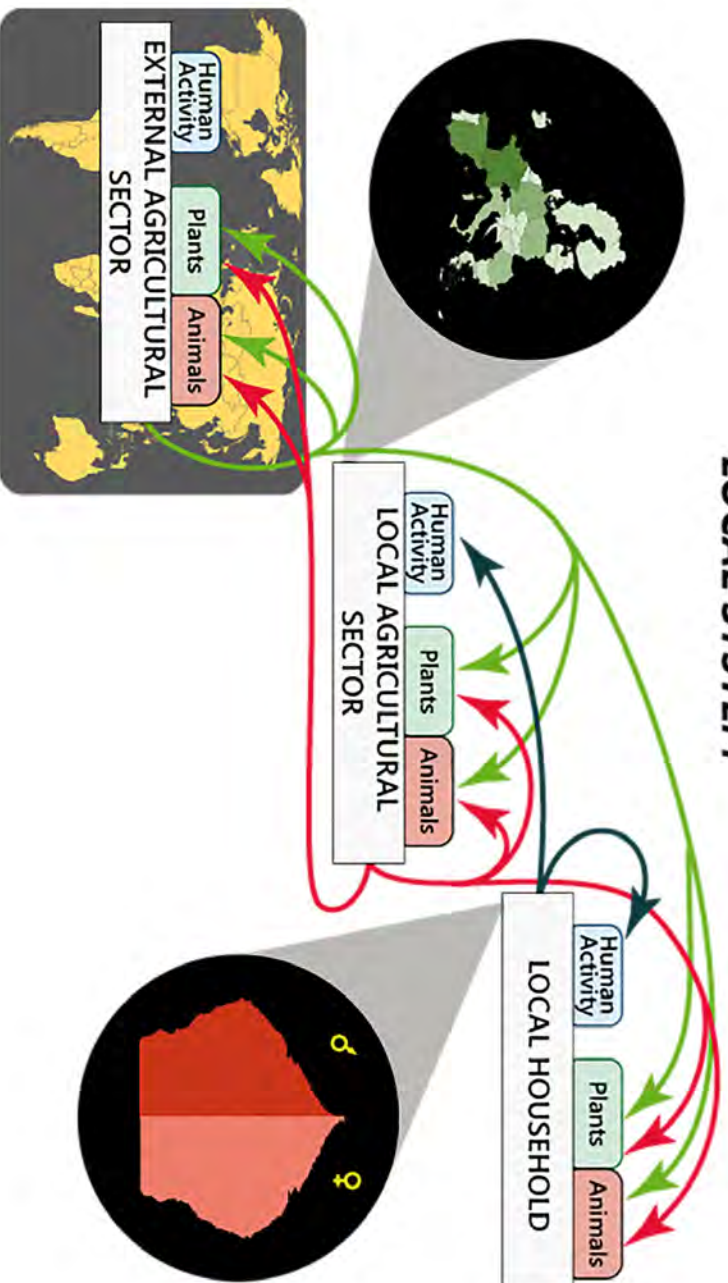 LOCAL SYSTEM
Human
Activity
Plants
Animals
LOCAL HOUSEHOLD
Human
Activity
Plants
Animals
LOCAL AGRICULTURAL
SECTOR
Human
Activity
Plants
Animals
EXTERNAL AGRICULTURAL
SECTOR
♂
♀